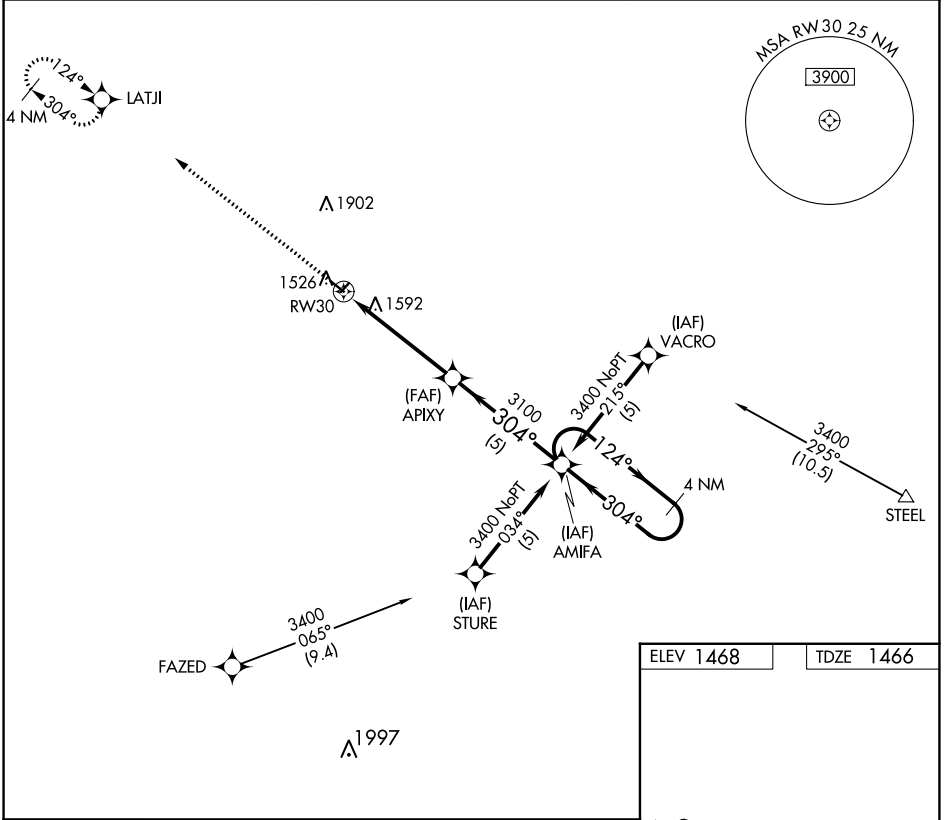 MSA RW30 25 NM
3900
124°
304°
4 NM
LATJI
1902
1526
RW30
1592
(IAF)
VACRO
3400 NoPT
215°
(5)
(FAF)
APIXY
3100
304°
(5)
124°
304°
4 NM
3400
295°
(10.5)
STEEL
(IAF)
AMIFA
3400 NoPT
034°
(5)
(IAF)
STURE
3400
065°
(9.4)
FAZED
1997
ELEV 1468
TDZE 1466